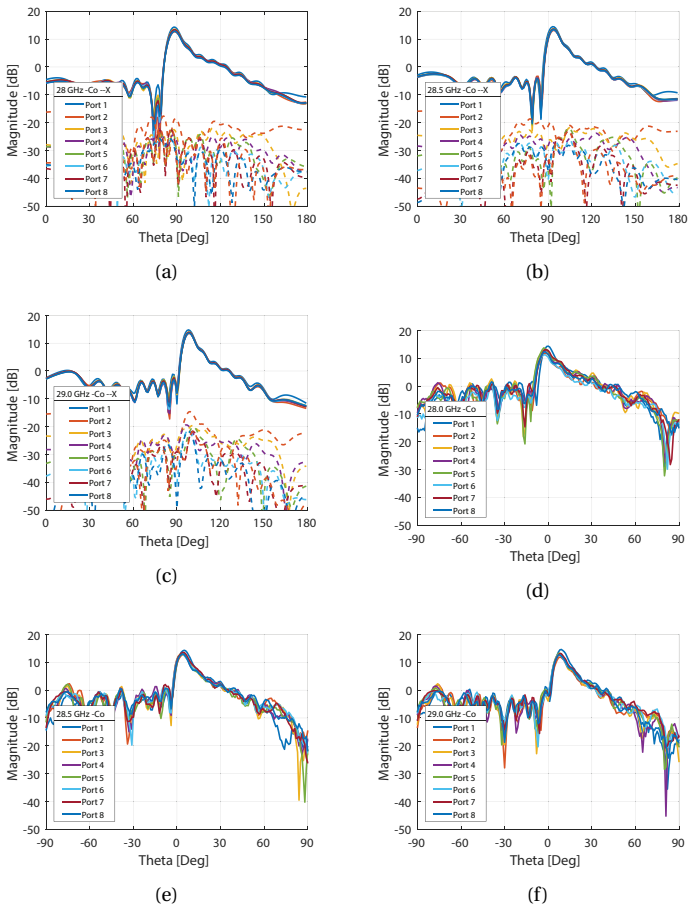 20
10
0
-10
-20
-30
-40
-50
Magnitude [dB]
28 GHz -Co --X
Port 1
Port 2
Port 3
Port 4
Port 5
Port 6
Port 7
Port 8
0 30 60 90 120 150 180
Theta [Deg]
(a)
20
10
0
-10
-20
-30
-40
-50
Magnitude [dB]
28.5 GHz -Co --X
Port 1
Port 2
Port 3
Port 4
Port 5
Port 6
Port 7
Port 8
0 30 60 90 120 150 180
Theta [Deg]
(b)
20
10
0
-10
-20
-30
-40
-50
Magnitude [dB]
29.0 GHz -Co --X
Port 1
Port 2
Port 3
Port 4
Port 5
Port 6
Port 7
Port 8
0 30 60 90 120 150 180
Theta [Deg]
(c)
20
10
0
-10
-20
-30
-40
-50
Magnitude [dB]
28.0 GHz -Co
Port 1
Port 2
Port 3
Port 4
Port 5
Port 6
Port 7
Port 8
-90 -60 -30 0 30 60 90
Theta [Deg]
(d)
20
10
0
-10
-20
-30
-40
-50
Magnitude [dB]
28.5 GHz -Co
Port 1
Port 2
Port 3
Port 4
Port 5
Port 6
Port 7
Port 8
-90 -60 -30 0 30 60 90
Theta [Deg]
(e)
20
10
0
-10
-20
-30
-40
-50
Magnitude [dB]
29.0 GHz -Co
Port 1
Port 2
Port 3
Port 4
Port 5
Port 6
Port 7
Port 8
-90 -60 -30 0 30 60 90
Theta [Deg]
(f)